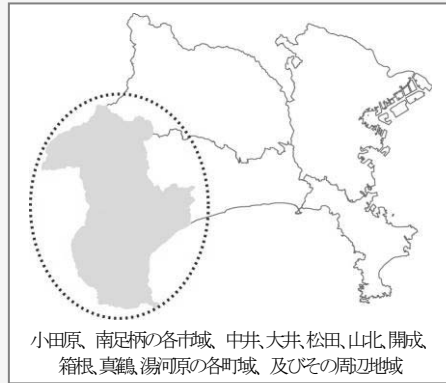 小田原、南足柄の各市域、中井、大井、松田、山北、開成、
箱根、真鶴、湯河原の各町域、及びその周辺地域